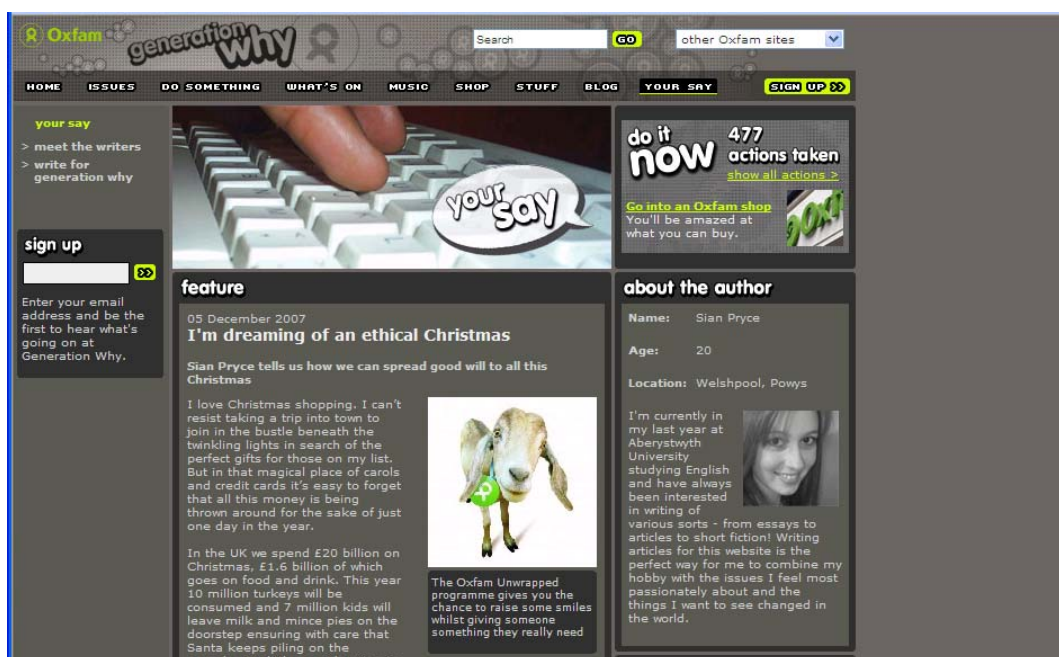 Oxfam
generation
why
Search
GO
other Oxfam sites
HOME ISSUES DO SOMETHING WHAT'S ON MUSIC SHOP STUFF BLOG YOUR SAY SIGN UP >>
your say
> meet the writers
> write for
generation why
sign up
>>
Enter your email
address and be the
first to hear what's
going on at
Generation Why.
your
say
feature
05 December 2007
I'm dreaming of an ethical Christmas
Sian Pryce tells us how we can spread good will to all this
Christmas
I love Christmas shopping. I can't
resist taking a trip into town to
join in the bustle beneath the
twinkling lights in search of the
perfect gifts for those on my list.
But in that magical place of carols
and credit cards it's easy to forget
that all this money is being
thrown around for the sake of just
one day in the year.
In the UK we spend £20 billion on
Christmas, £1.6 billion of which
goes on food and drink. This year
10 million turkeys will be
consumed and 7 million kids will
leave milk and mince pies on the
doorstep ensuring with care that
Santa keeps piling on the
The Oxfam Unwrapped
programme gives you the
chance to raise some smiles
whilst giving someone
something they really need
do it
now
477
actions taken
show all actions >
Go into an Oxfam shop
You'll be amazed at
what you can buy.
about the author
Name: Sian Pryce
Age: 20
Location: Welshpool, Powys
I'm currently in
my last year at
Aberystwyth
University
studying English
and have always
been interested
in writing of
various sorts - from essays to
articles to short fiction! Writing
articles for this website is the
perfect way for me to combine my
hobby with the issues I feel most
passionately about and the
things I want to see changed in
the world.